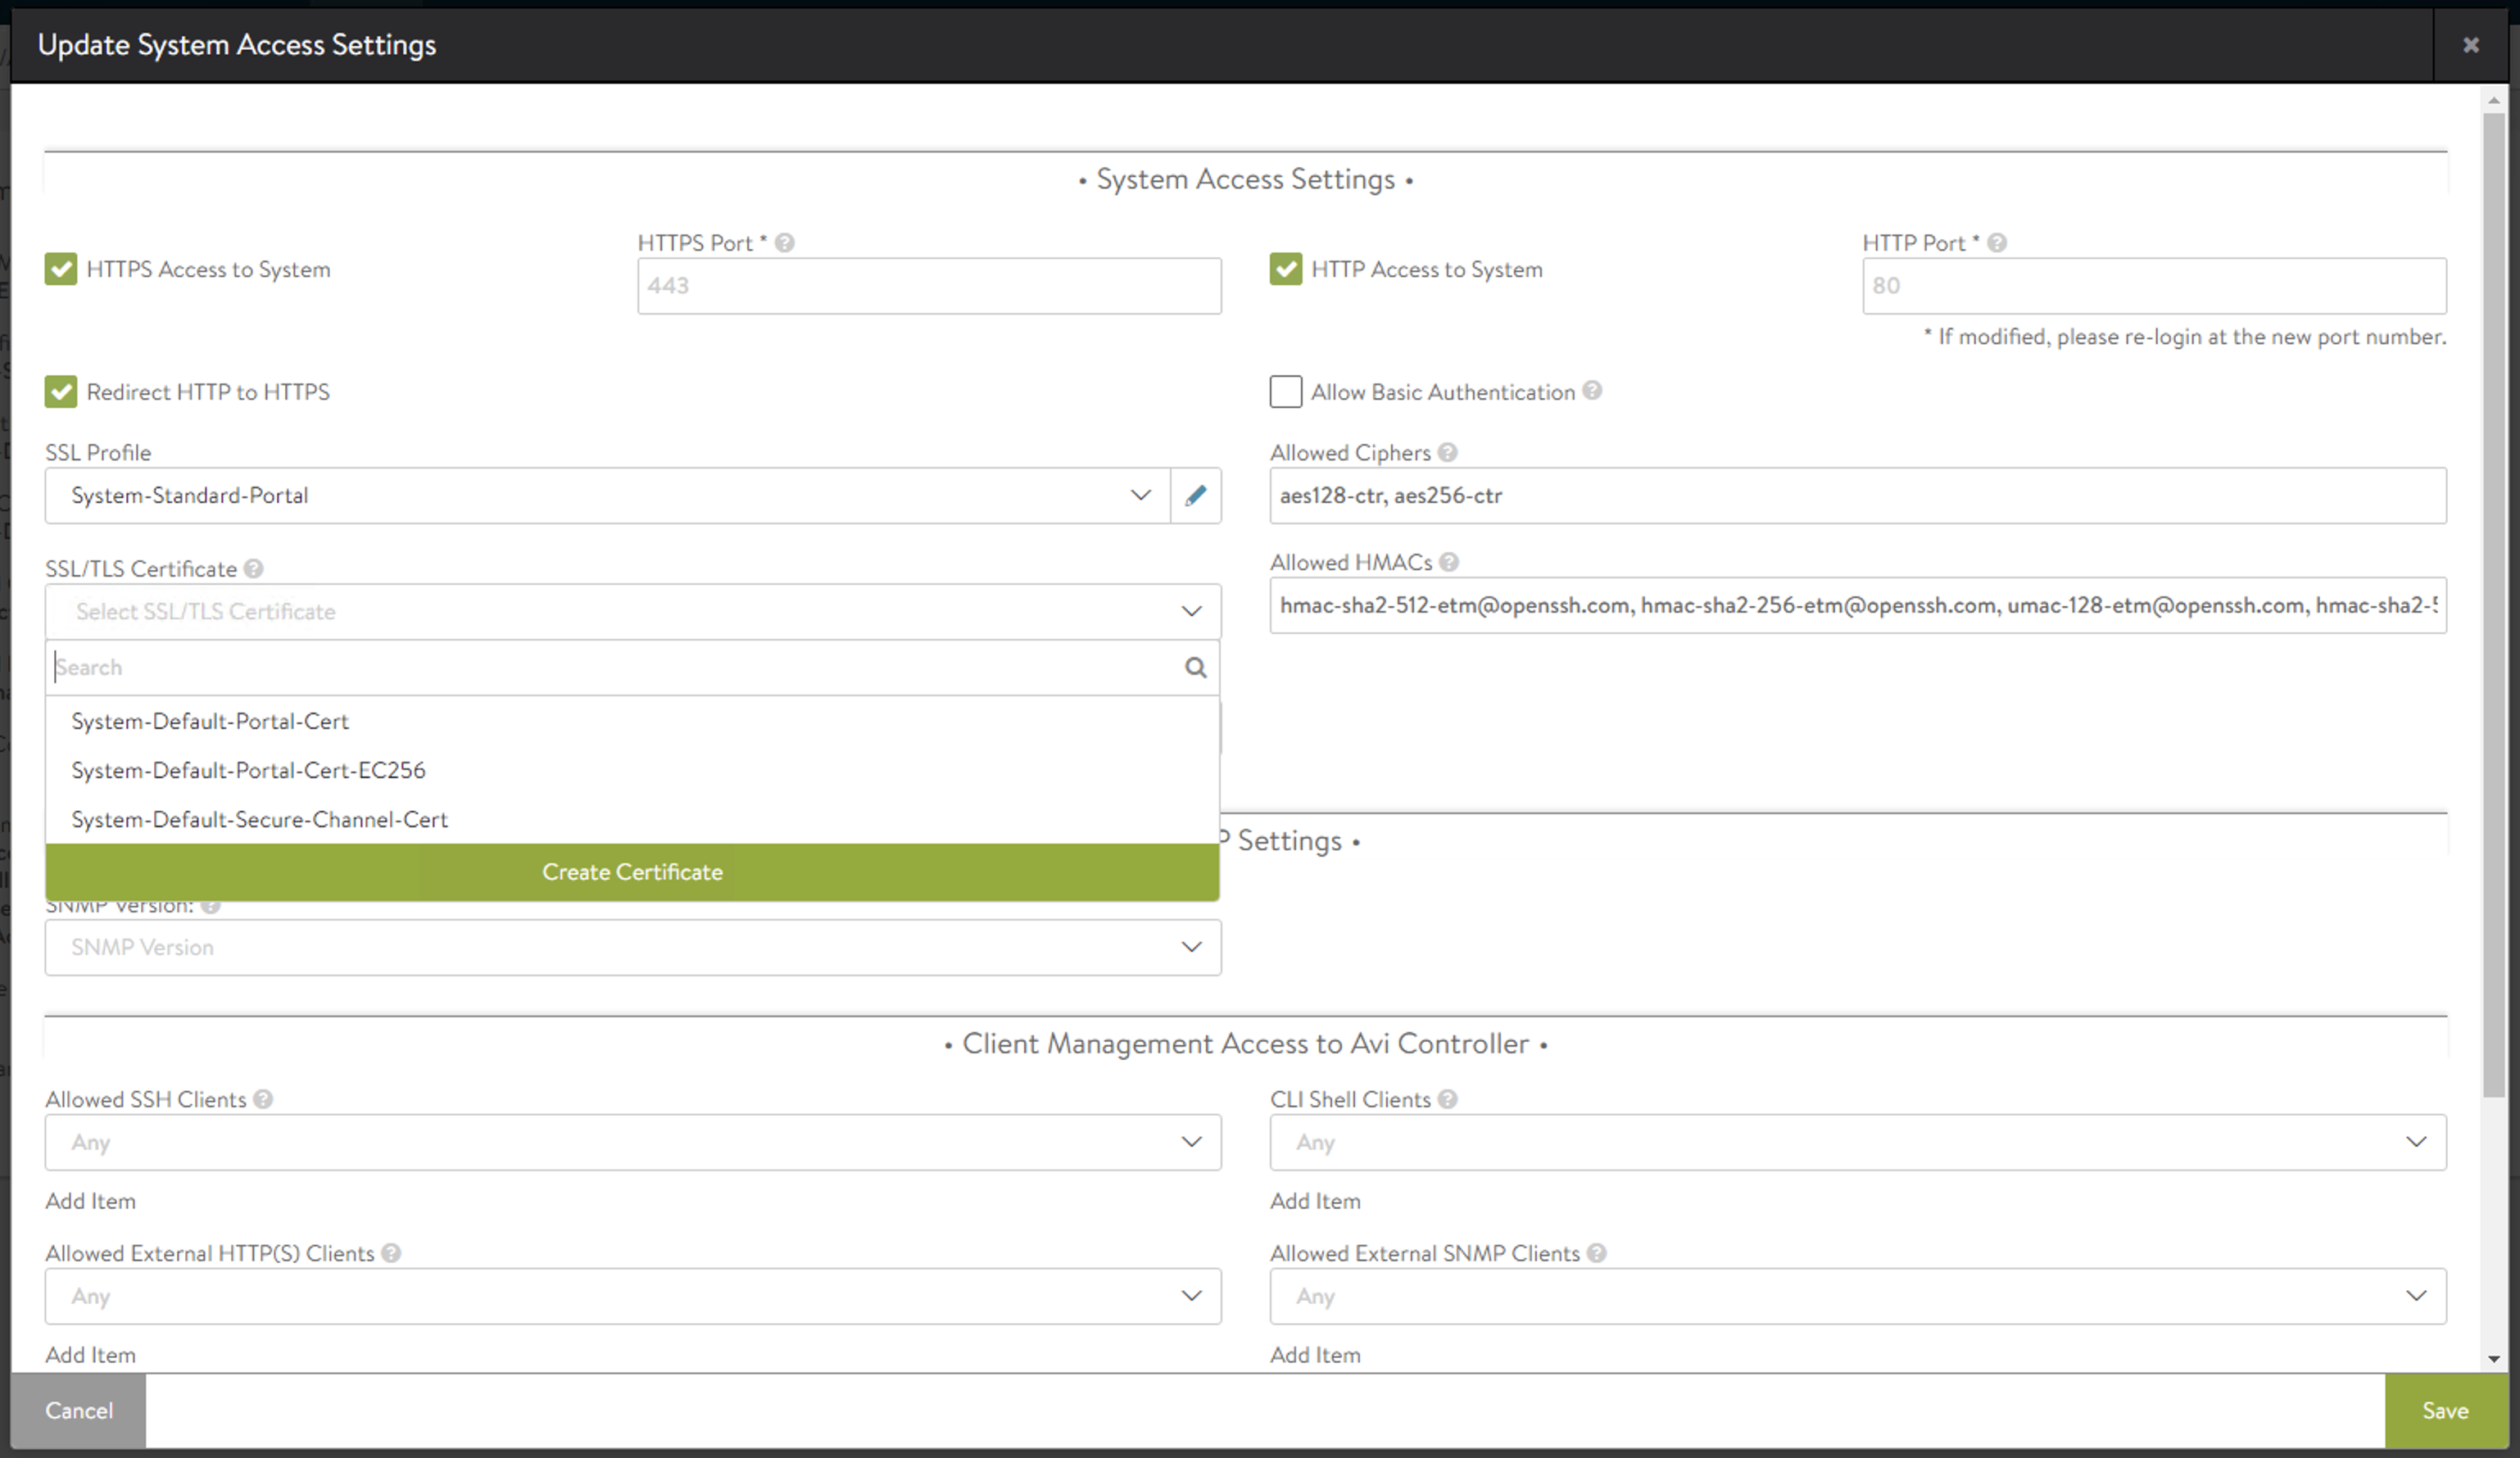 Update System Access Settings
• System Access Settings •
HTTPS Access to System
HTTPS Port *
443
HTTP Access to System
HTTP Port *
80
* If modified, please re-login at the new port number.
Redirect HTTP to HTTPS
Allow Basic Authentication
SSL Profile
System-Standard-Portal
Allowed Ciphers
aes128-ctr, aes256-ctr
SSL/TLS Certificate
Select SSL/TLS Certificate
Allowed HMACs
hmac-sha2-512-etm@openssh.com, hmac-sha2-256-etm@openssh.com, umac-128-etm@openssh.com, hmac-sha2-5
Search
System-Default-Portal-Cert
System-Default-Portal-Cert-EC256
System-Default-Secure-Channel-Cert
P Settings •
Create Certificate
SNMP Version:
SNMP Version
• Client Management Access to Avi Controller •
Allowed SSH Clients
Any
Add Item
CLI Shell Clients
Any
Add Item
Allowed External HTTP(S) Clients
Any
Add Item
Allowed External SNMP Clients
Any
Add Item
Cancel
Save